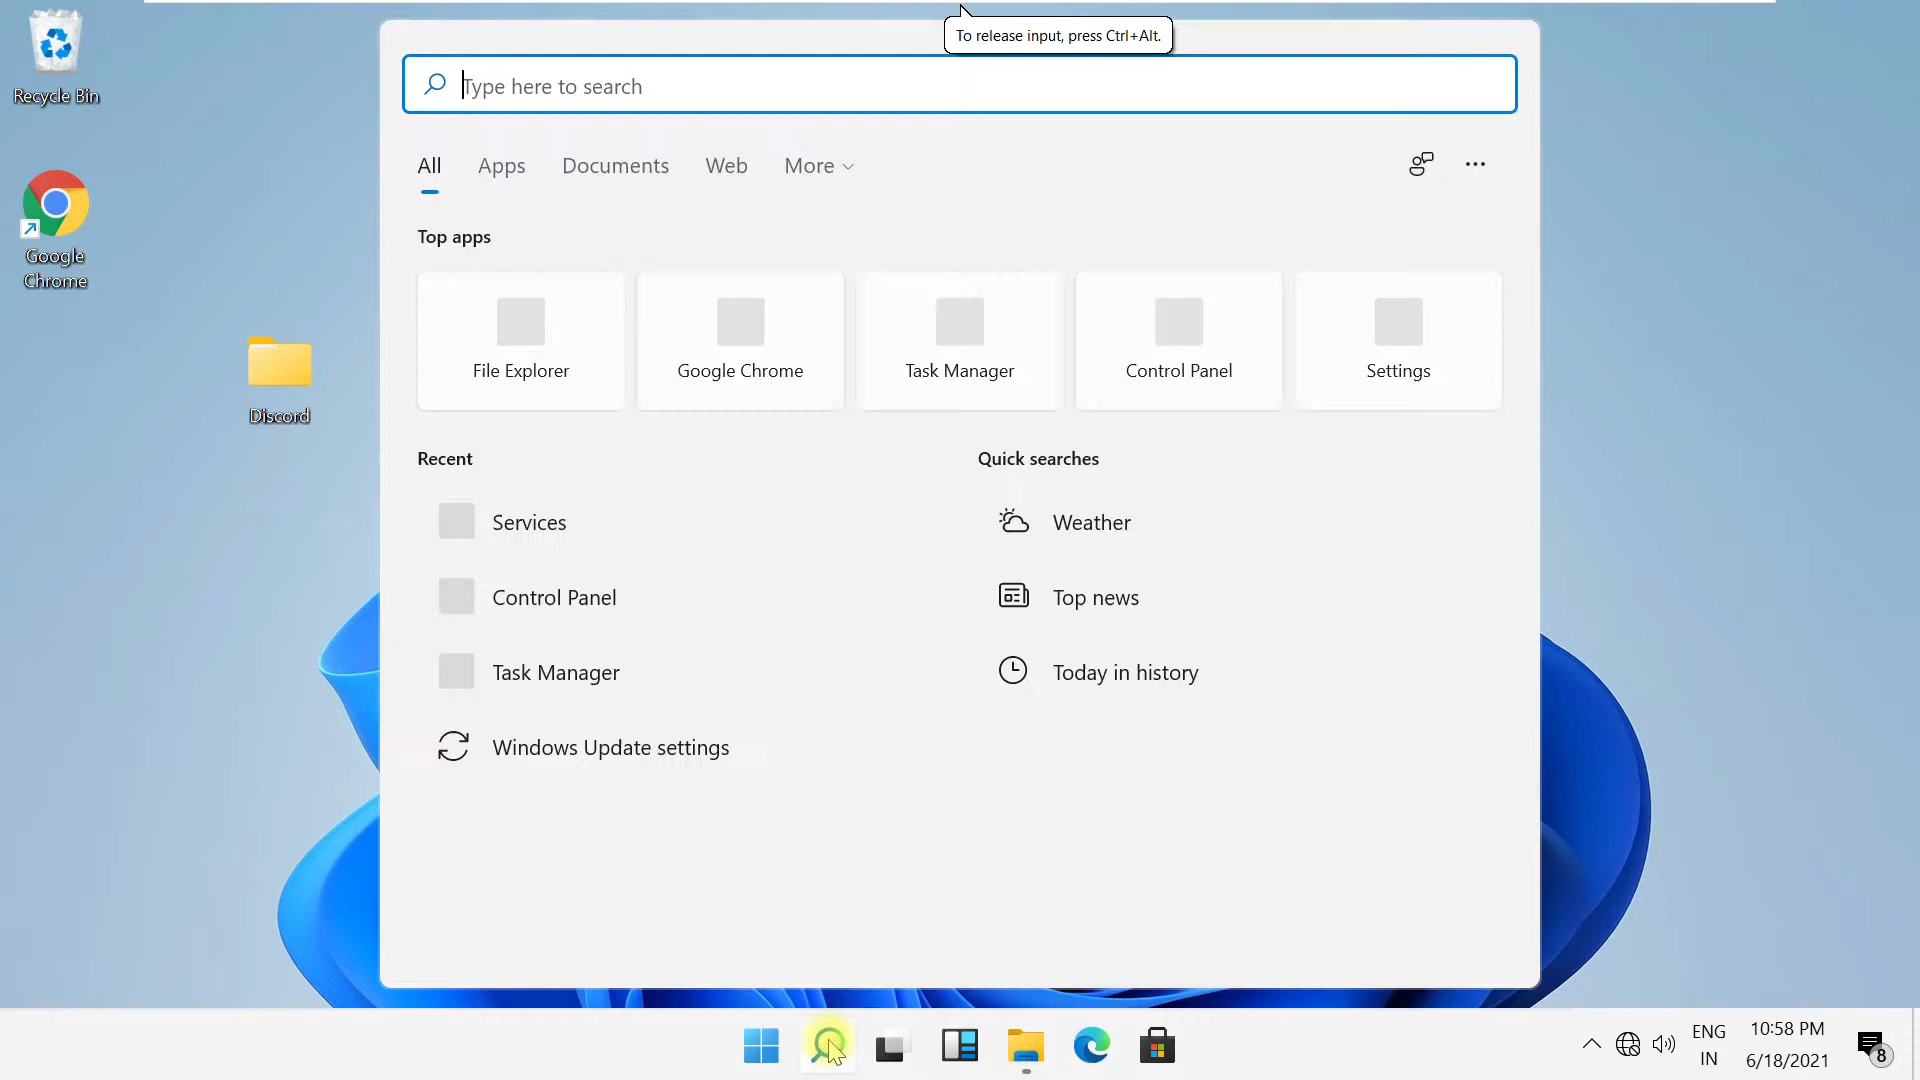 To release input, press Ctrl+Alt.
Recycle Bin
Type here to search
All Apps Documents Web More
Google
Chrome
Top apps
File Explorer Google Chrome Task Manager Control Panel Settings
Discord
Recent Quick searches
Services Weather
Control Panel Top news
Task Manager Today in history
Windows Update settings
ENG 10:58 PM
IN 6/18/2021 8